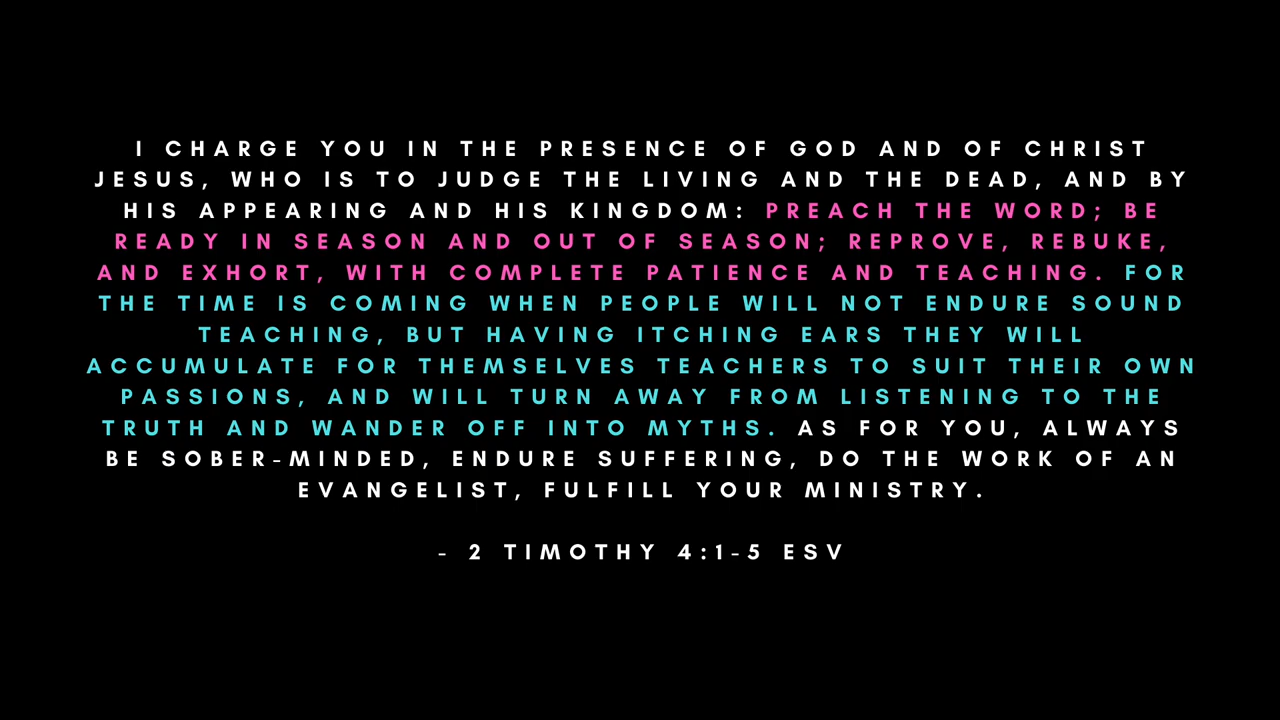 I CHARGE YOU IN THE PRESENCE OF GOD AND OF CHRIST
JESUS, WHO IS TO JUDGE THE LIVING AND THE DEAD, AND BY
HIS APPEARING AND HIS KINGDOM: PREACH THE WORD; BE
READY IN SEASON AND OUT OF SEASON; REPROVE, REBUKE,
AND EXHORT, WITH COMPLETE PATIENCE AND TEACHING. FOR
THE TIME IS COMING WHEN PEOPLE WILL NOT ENDURE SOUND
TEACHING, BUT HAVING ITCHING EARS THEY WILL
ACCUMULATE FOR THEMSELVES TEACHERS TO SUIT THEIR OWN
PASSIONS, AND WILL TURN AWAY FROM LISTENING TO THE
TRUTH AND WANDER OFF INTO MYTHS. AS FOR YOU, ALWAYS
BE SOBER-MINDED, ENDURE SUFFERING, DO THE WORK OF AN
EVANGELIST, FULFILL YOUR MINISTRY.
- 2 TIMOTHY 4:1-5 ESV